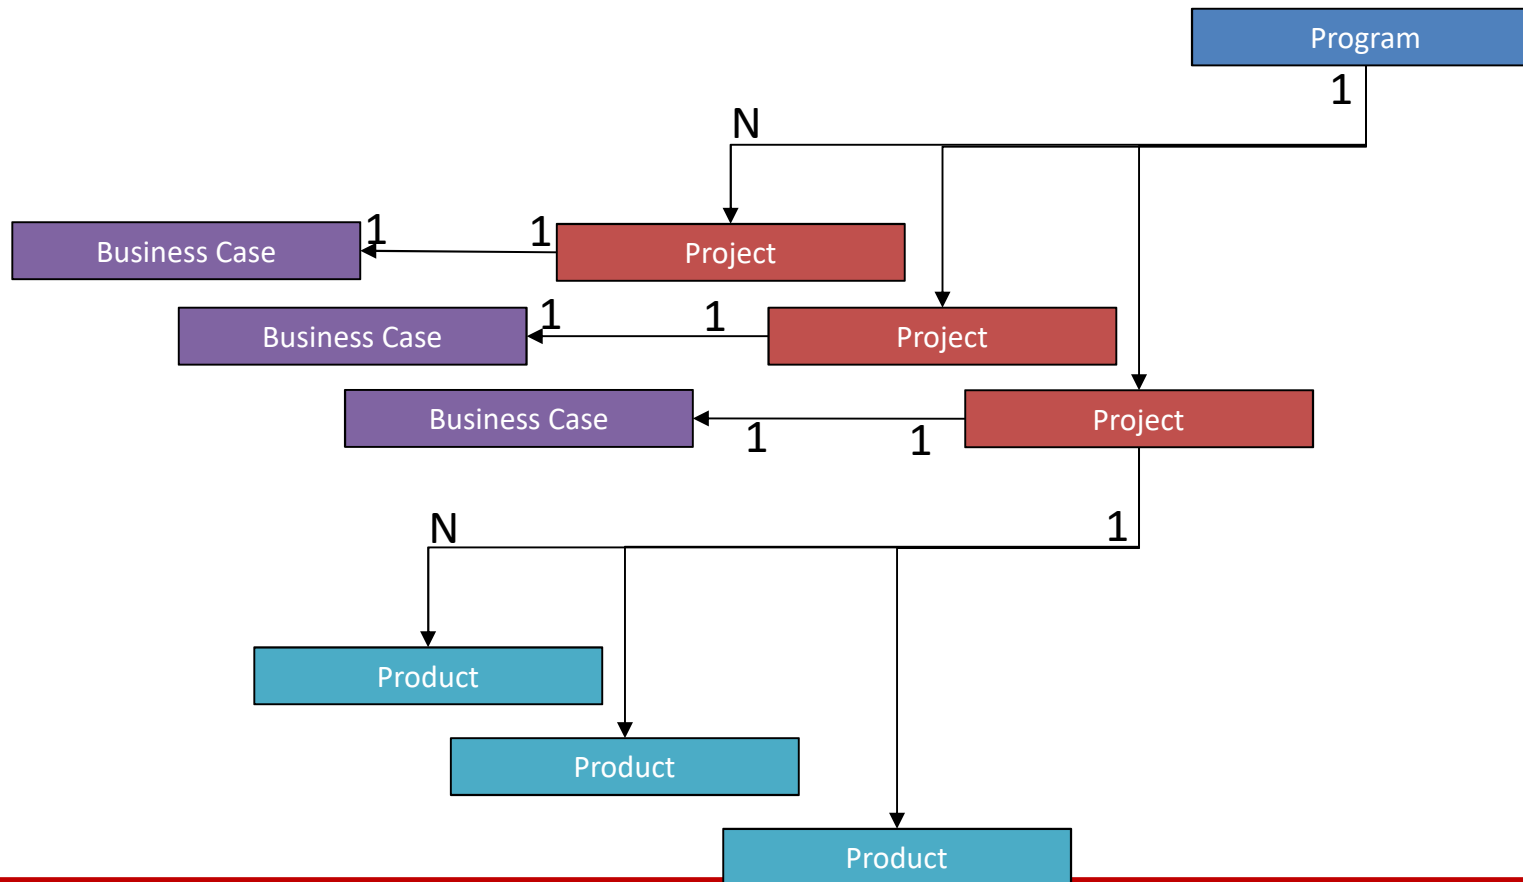 Program
1
N
Business Case
1
1
Project
Business Case
1
1
Project
Business Case
1
1
Project
N
1
Product
Product
Product